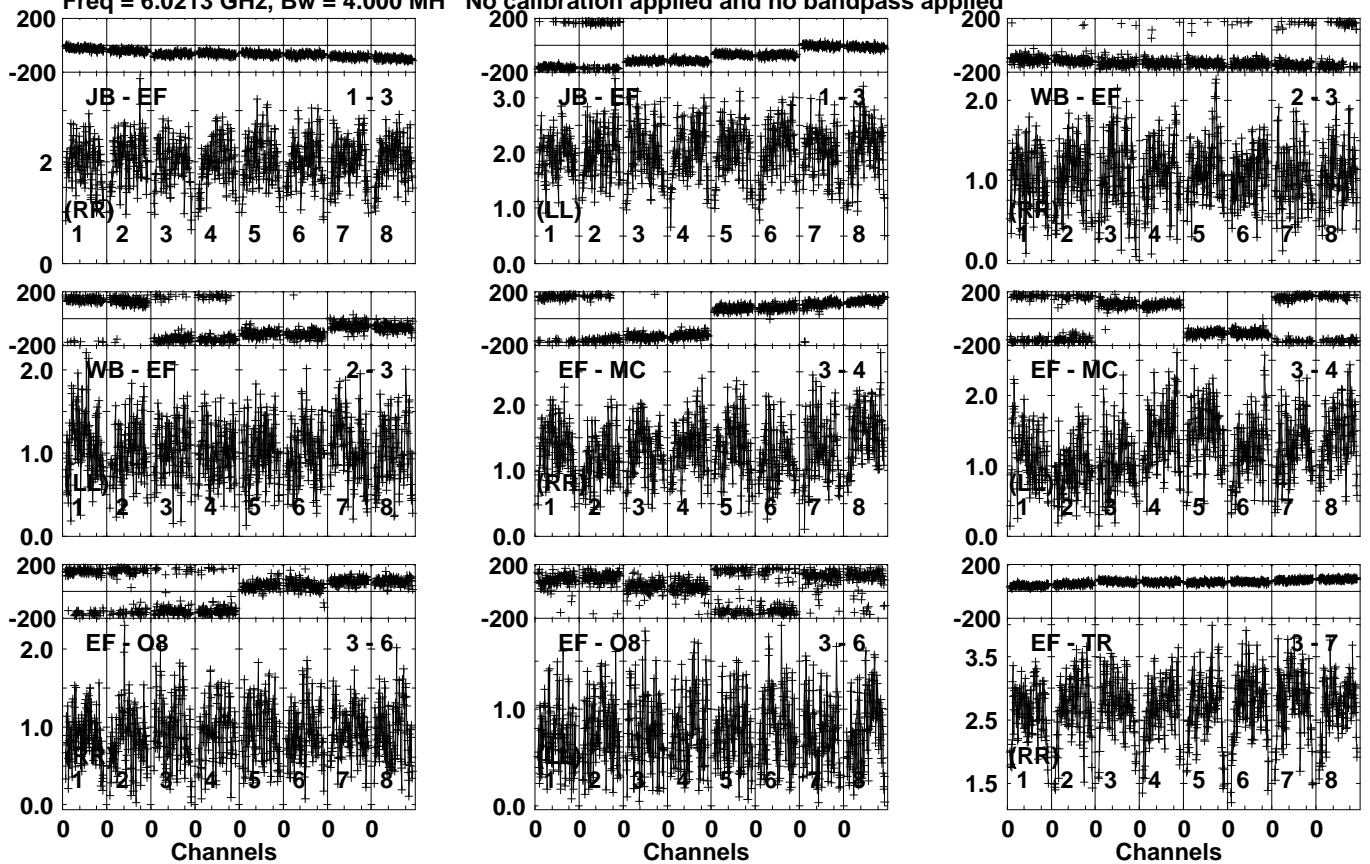 Freq = 6.0213 GHz, Bw = 4.000 MH No calibration applied and no bandpass applied
200
-200
JB - EF 1 - 3
2
(RR)
1 2 3 4 5 6 7 8
0
200
-200
JB - EF 1 - 3
3.0
2.0
1.0
(LL)
1 2 3 4 5 6 7 8
0.0
200
-200
WB - EF 2 - 3
2.0
1.0
(RR)
1 2 3 4 5 6 7 8
0.0
200
-200
WB - EF 2 - 3
2.0
1.0
(LL)
1 2 3 4 5 6 7 8
0.0
200
-200
EF - MC 3 - 4
2.0
1.0
(RR)
1 2 3 4 5 6 7 8
0.0
200
-200
EF - MC 3 - 4
2.0
1.0
(LL)
1 2 3 4 5 6 7 8
0.0
200
-200
EF - O8 3 - 6
2.0
1.0
(RR)
1 2 3 4 5 6 7 8
0.0
0 0 0 0 0 0 0 0
Channels
200
-200
EF - O8 3 - 6
2.0
1.0
(LL)
1 2 3 4 5 6 7 8
0.0
0 0 0 0 0 0 0 0
Channels
200
-200
EF - TR 3 - 7
3.5
2.5
(RR)
1.5
1 2 3 4 5 6 7 8
0 0 0 0 0 0 0 0
Channels